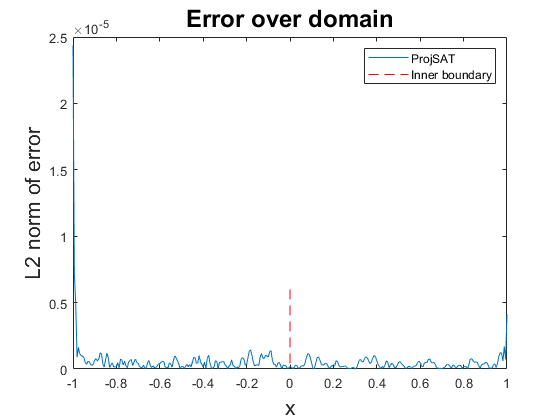 Error over domain
×10⁻⁵
2.5
2
1.5
1
0.5
0
L2 norm of error
ProjSAT
Inner boundary
-1 -0.8 -0.6 -0.4 -0.2 0 0.2 0.4 0.6 0.8 1
x